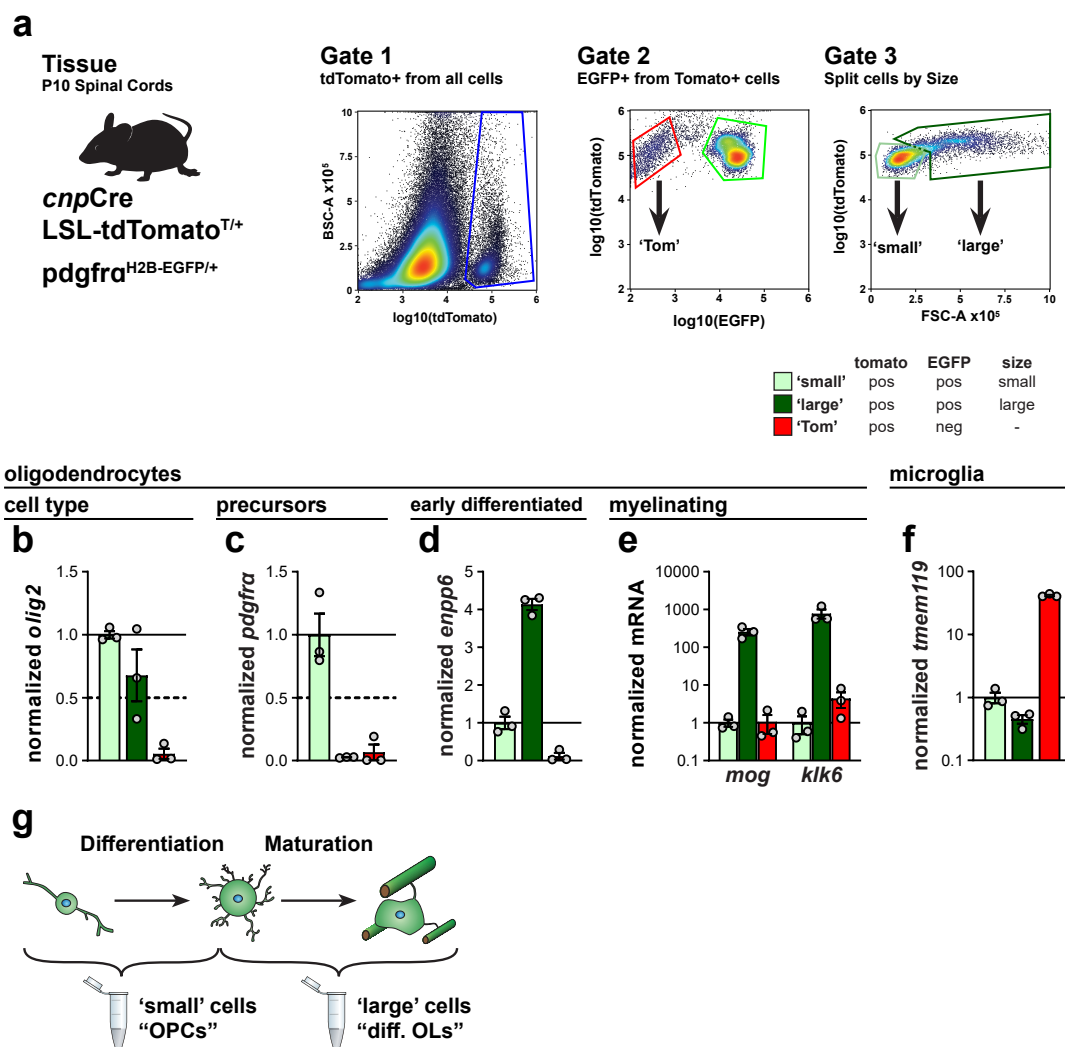 a
Tissue
P10 Spinal Cords
cnpCre
LSL-tdTomatoT/+
pdgfraH2B-EGFP/+
Gate 1
tdTomato+ from all cells
BSC-A x10⁵
10
7.5
5.0
2.5
0
2 3 4 5 6
log10(tdTomato)
Gate 2
EGFP+ from Tomato+ cells
log10(tdTomato)
6
5
4
3
2
'Tom'
2 3 4 5 6
log10(EGFP)
Gate 3
Split cells by Size
log10(tdTomato)
6
5
4
3
2
'small' 'large'
0 2.5 5 7.5 10
FSC-A x10⁵
tomato EGFP size
'small' pos pos small
'large' pos pos large
'Tom' pos neg -
oligodendrocytes
microglia
cell type
precursors
early differentiated
myelinating
b
normalized olig2
1.5
1.0
0.5
0.0
c
normalized pdgfrα
1.5
1.0
0.5
0.0
d
normalized enpp6
5
4
3
2
1
0
e
normalized mRNA
10000
1000
100
10
1
0.1
mog klk6
f
normalized tmem119
100
10
1
0.1
g
Differentiation Maturation
'small' cells
"OPCs"
'large' cells
"diff. OLs"